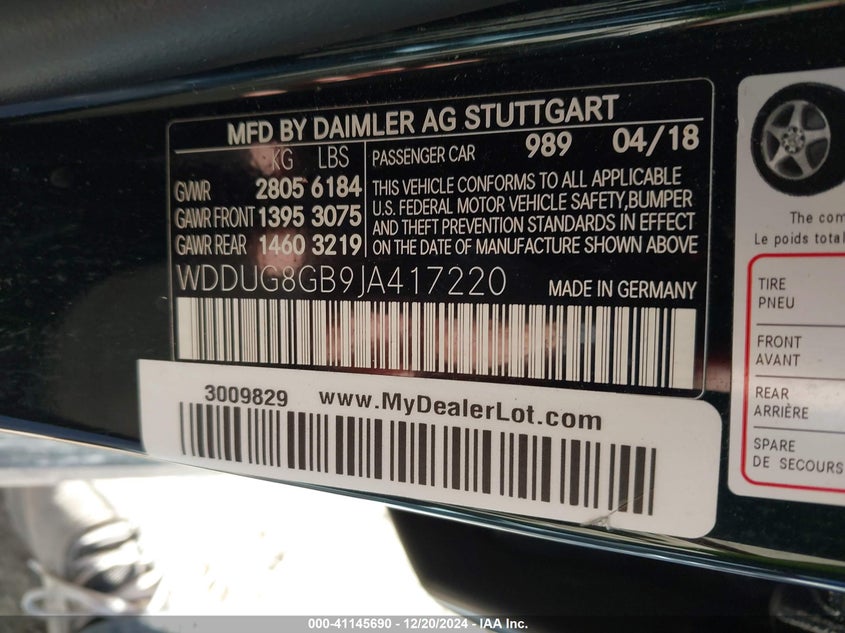 MFD BY DAIMLER AG STUTTGART
KG LBS
GVWR 2805 6184
GAWR FRONT 1395 3075
GAWR REAR 1460 3219
PASSENGER CAR 989 04/18
THIS VEHICLE CONFORMS TO ALL APPLICABLE
U.S. FEDERAL MOTOR VEHICLE SAFETY,BUMPER
AND THEFT PREVENTION STANDARDS IN EFFECT
ON THE DATE OF MANUFACTURE SHOWN ABOVE
WDDUG8GB9JA417220 MADE IN GERMANY
3009829 www.MyDealerLot.com
The com
Le poids total
TIRE
PNEU
FRONT
AVANT
REAR
ARRIÈRE
SPARE
DE SECOURS
000-41145690 - 12/20/2024 - IAA Inc.